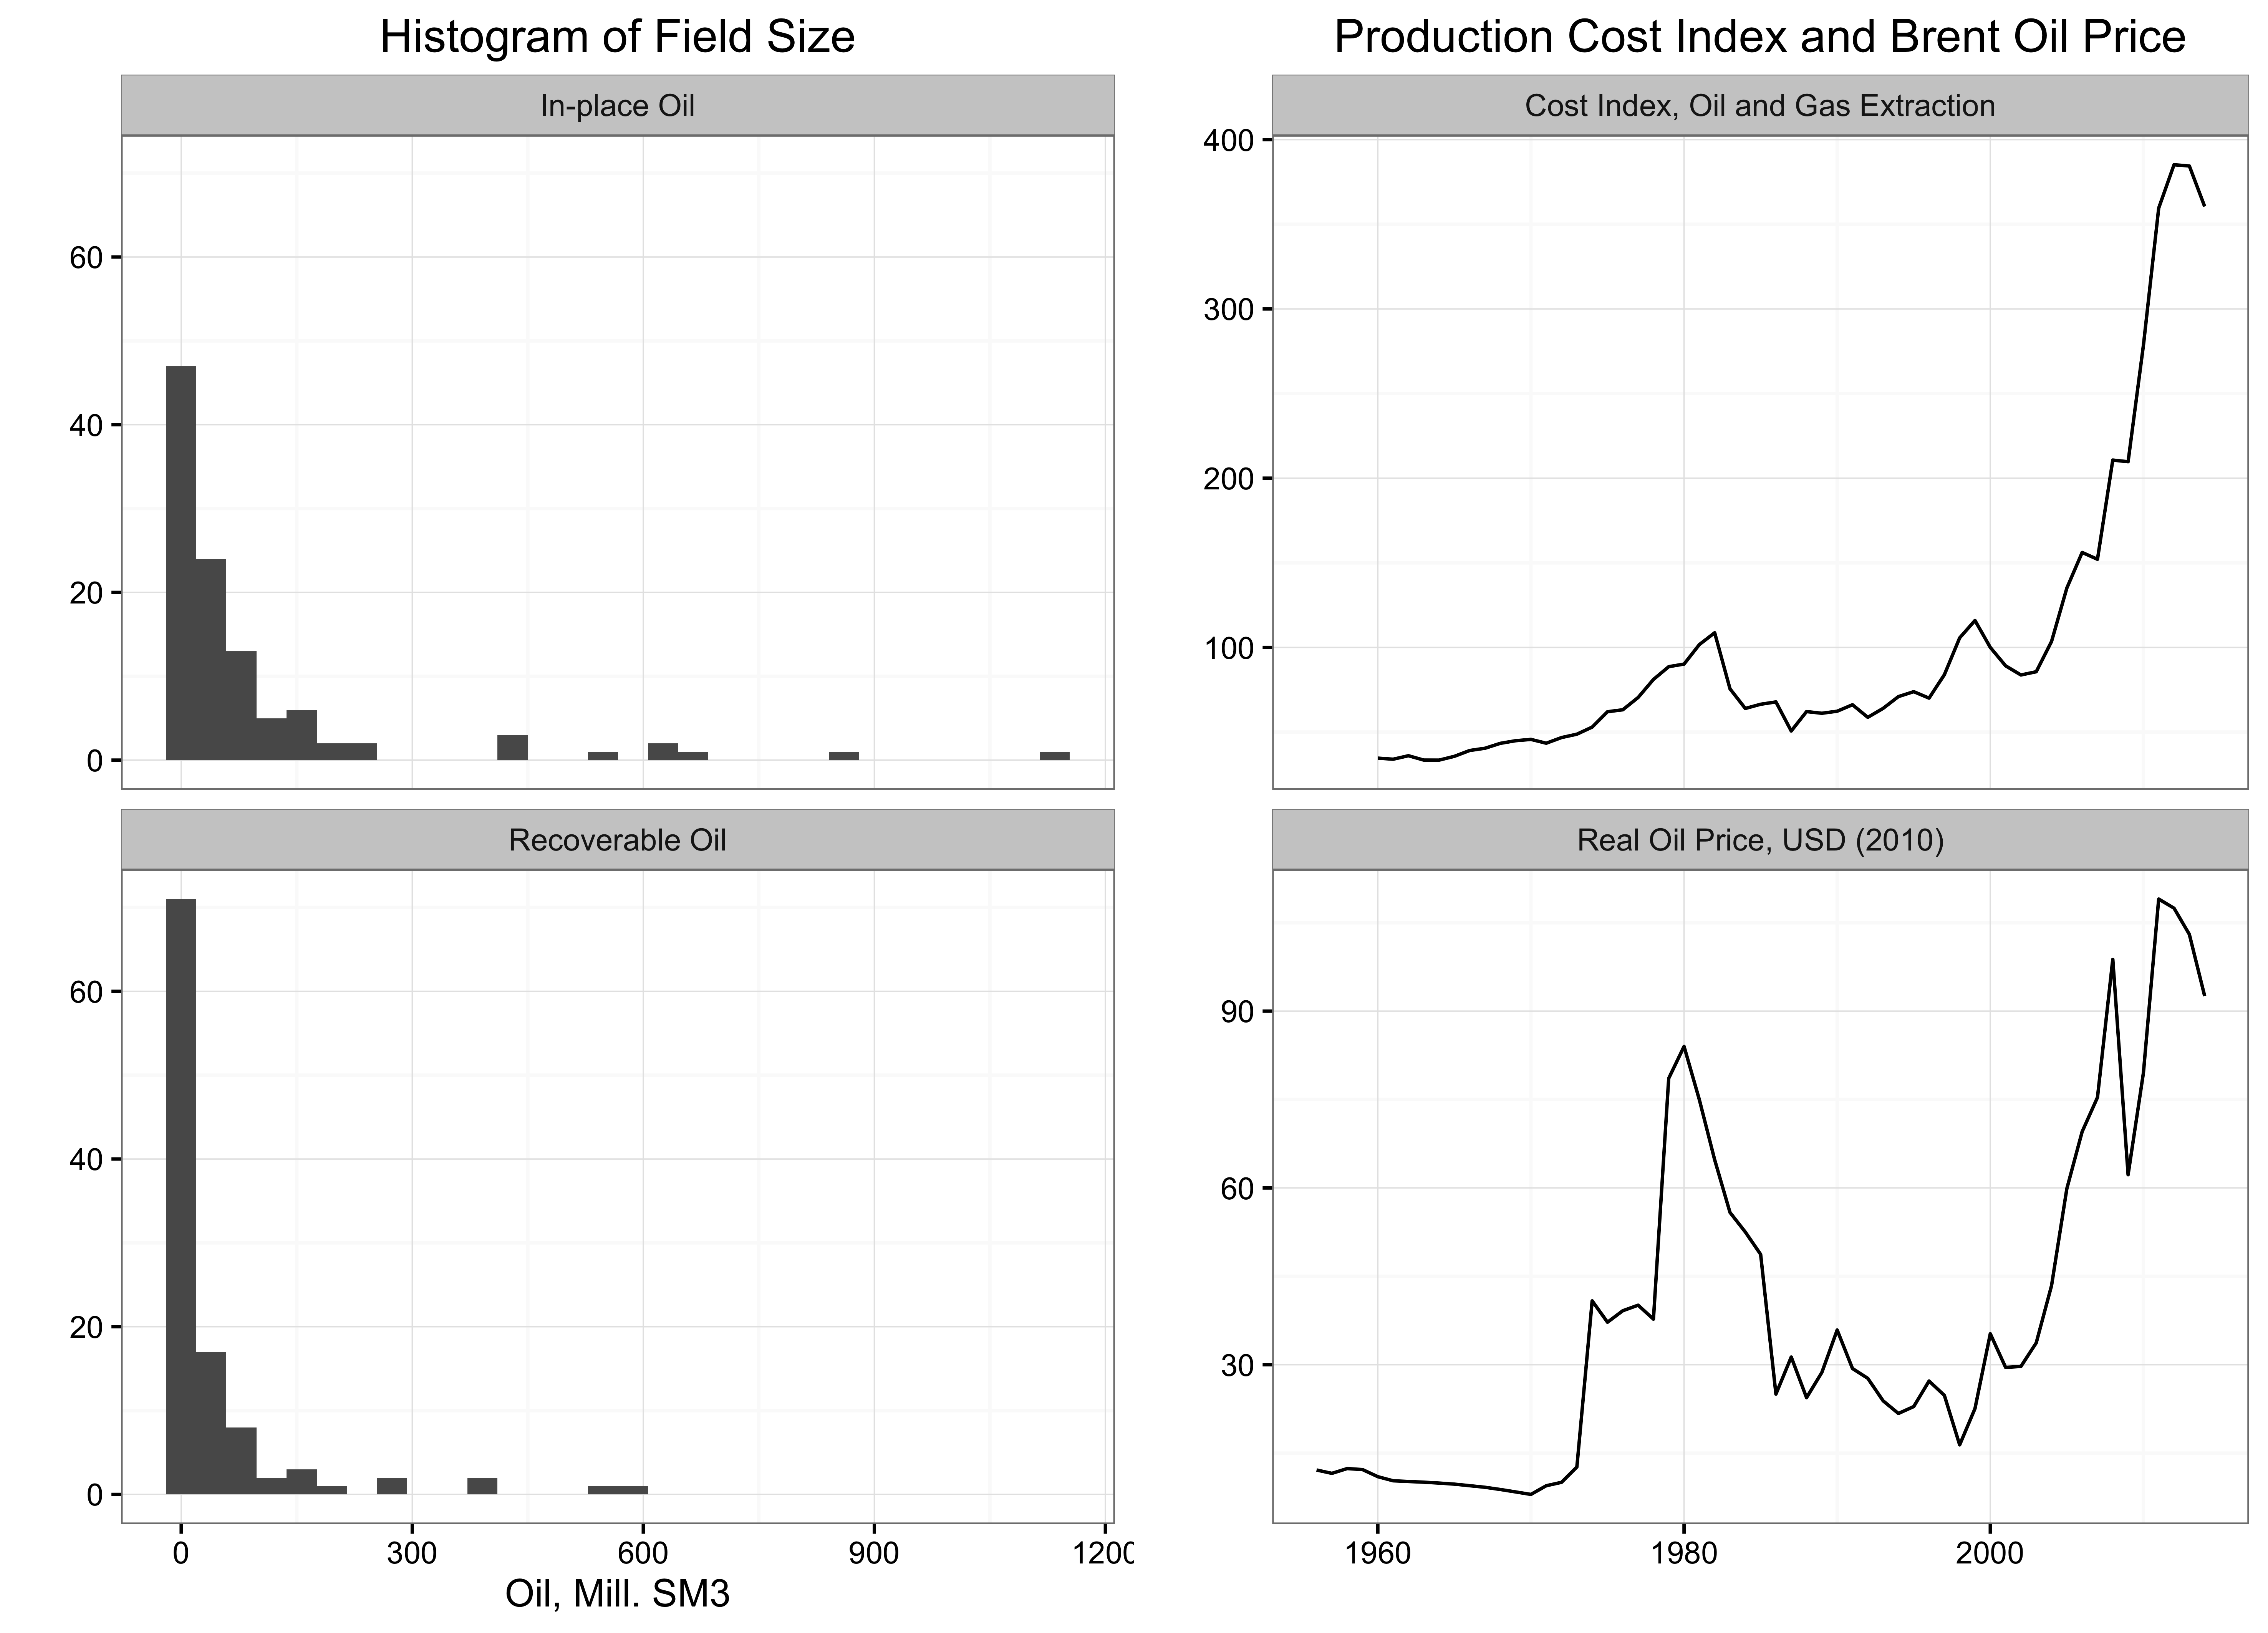 Histogram of Field Size
In-place Oil
60
40
20
0
Recoverable Oil
60
40
20
0
0 300 600 900 1200
Oil, Mill. SM3
Production Cost Index and Brent Oil Price
Cost Index, Oil and Gas Extraction
400
300
200
100
Real Oil Price, USD (2010)
90
60
30
1960 1980 2000